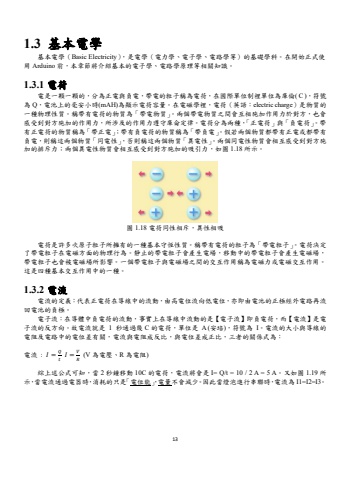 1.3 基本電學
基本電學（Basic Electricity），是電學（電力學、電子學、電路學等）的基礎學科。在開始正式使
用 Arduino 前，本章節將介紹基本的電子學、電路學原理等相關知識。
1.3.1 電荷
電是一顆一顆的，分為正電與負電，帶電的粒子稱為電荷，在國際單位制裡單位為庫倫( C )，符號
為 Q，電池上的毫安小時(mAH)為顯示電荷容量。在電磁學裡，電荷（英語：electric charge）是物質的
一種物理性質。稱帶有電荷的物質為「帶電物質」。兩個帶電物質之間會互相施加作用力於對方，也會
感受到對方施加的作用力，所涉及的作用力遵守庫侖定律。電荷分為兩種，「正電荷」與「負電荷」。帶
有正電荷的物質稱為「帶正電」；帶有負電荷的物質稱為「帶負電」。假若兩個物質都帶有正電或都帶有
負電，則稱這兩個物質「同電性」，否則稱這兩個物質「異電性」。兩個同電性物質會相互感受到對方施
加的排斥力；兩個異電性物質會相互感受到對方施加的吸引力，如圖 1.18 所示。
− −
− +
+ +
圖 1.18 電荷同性相斥，異性相吸
電荷是許多次原子粒子所擁有的一種基本守恆性質。稱帶有電荷的粒子為「帶電粒子」。電荷決定
了帶電粒子在電磁方面的物理行為。靜止的帶電粒子會產生電場，移動中的帶電粒子會產生電磁場，
帶電粒子也會被電磁場所影響。一個帶電粒子與電磁場之間的交互作用稱為電磁力或電磁交互作用。
這是四種基本交互作用中的一種。
1.3.2 電流
電流的定義：代表正電荷在導線中的流動，由高電位流向低電位，亦即由電池的正極經外電路再流
回電池的負極。
電子流：在導體中負電荷的流動，事實上在導線中流動的是【電子流】即負電荷，而【電流】是電
子流的反方向。故電流就是 1 秒通過幾 C 的電荷，單位是 A (安培)，符號為 I。電流的大小與導線的
電阻及電路中的電位差有關，電流與電阻成反比，與電位差成正比，三者的關係式為：
電流：I = Q/t I = V/R (V 為電壓、R 為電阻)
綜上述公式可知，當 2 秒鐘移動 10C 的電荷，電流將會是 I= Q/t = 10 / 2 A = 5 A。又如圖 1.19 所
示，當電流通過電器時，消耗的只是「電位能」，電量不會減少。因此當燈泡進行串聯時，電流為 I1=I2=I3。
13